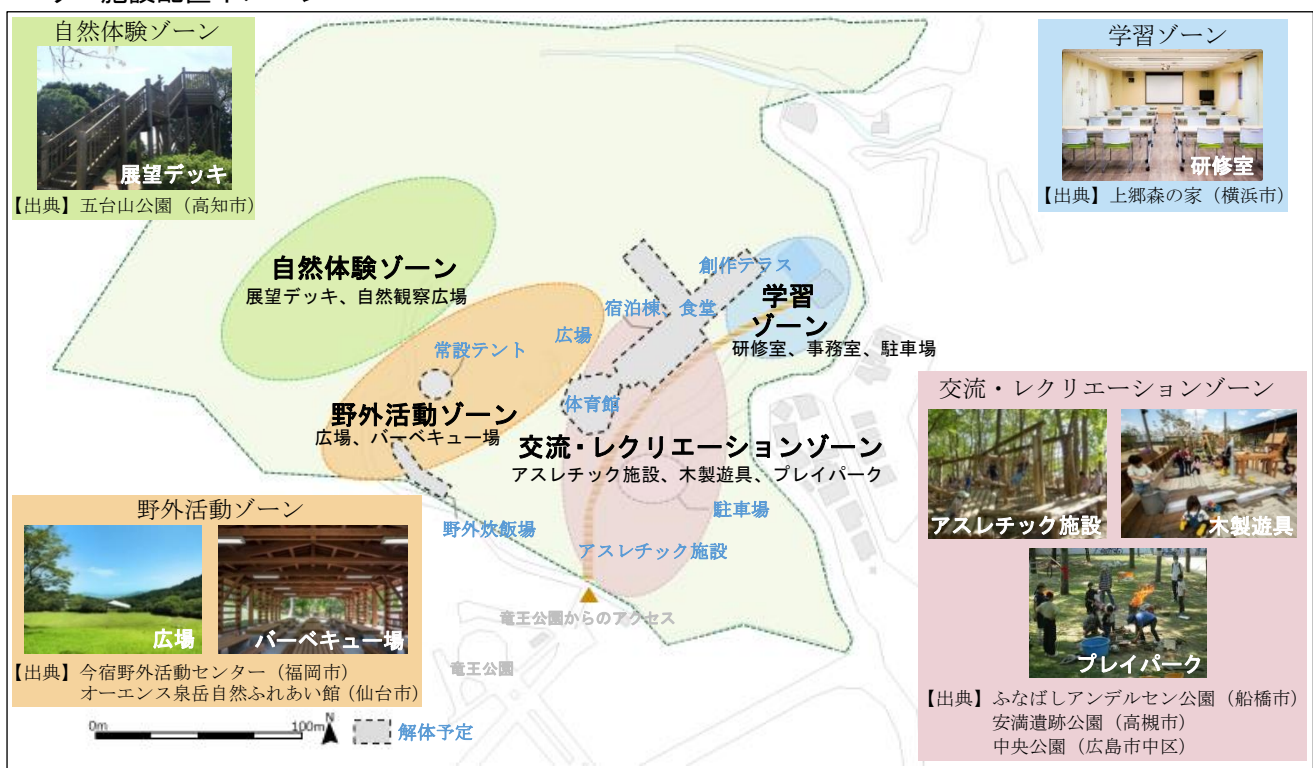 自然体験ゾーン
展望デッキ
【出典】五台山公園（高知市）
学習ゾーン
研修室
【出典】上郷森の家（横浜市）
自然体験ゾーン
展望デッキ、自然観察広場
創作テラス
宿泊棟、食堂
学習
ゾーン
研修室、事務室、駐車場
広場
常設テント
体育館
野外活動ゾーン
広場、バーベキュー場
交流・レクリエーションゾーン
アスレチック施設、木製遊具、プレイパーク
駐車場
野外炊飯場
アスレチック施設
竜王公園からのアクセス
竜王公園
野外活動ゾーン
広場
バーベキュー場
【出典】今宿野外活動センター（福岡市）
オーエンス泉岳自然ふれあい館（仙台市）
交流・レクリエーションゾーン
アスレチック施設
木製遊具
プレイパーク
【出典】ふなばしアンデルセン公園（船橋市）
安満遺跡公園（高槻市）
中央公園（広島市中区）
0m 100m N
解体予定